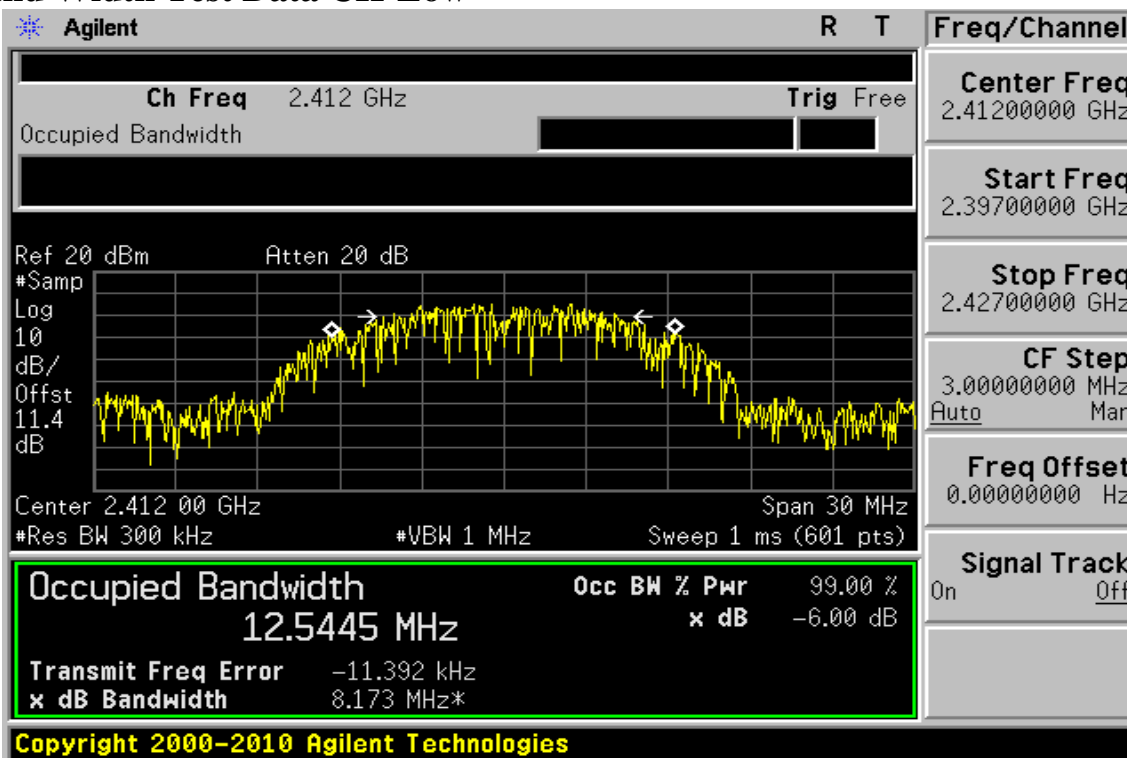 Agilent R T
Freq/Channel
Ch Freq 2.412 GHz Trig Free
Occupied Bandwidth
Center Freq
2.41200000 GHz
Start Freq
2.39700000 GHz
Stop Freq
2.42700000 GHz
CF Step
3.00000000 MHz
Auto Man
Freq Offset
0.00000000 Hz
Signal Track
On Off
Ref 20 dBm Atten 20 dB
#Samp
Log
10
dB/
Offst
11.4
dB
Center 2.412 00 GHz Span 30 MHz
#Res BW 300 kHz #VBW 1 MHz Sweep 1 ms (601 pts)
Occupied Bandwidth
12.5445 MHz
Occ BW % Pwr 99.00 %
x dB -6.00 dB
Transmit Freq Error -11.392 kHz
x dB Bandwidth 8.173 MHz*
Copyright 2000-2010 Agilent Technologies